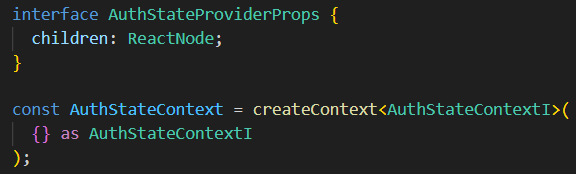 interface AuthStateProviderProps {
  children: ReactNode;
}

const AuthStateContext = createContext<AuthStateContextI>(
  {} as AuthStateContextI
);